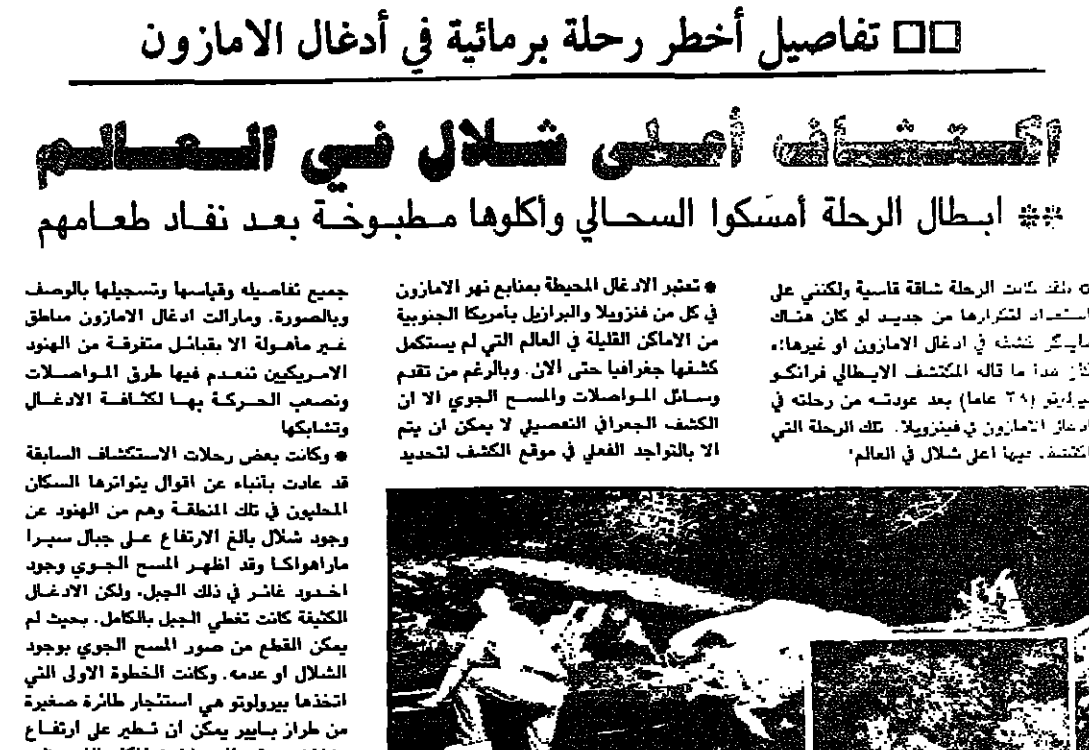 تفاصيل أخطر رحلة برمائية في أدغال الامازون
اكتشاف أعلى شلال في العالم
ابطال الرحلة أمسَكوا السحالي وأكلوها مطبوخة بعد نفاد طعامهم
كانت الرحلة شاقة قاسية ولكنني على
استعداد لتكرارها من جديد لو كان هناك
في ادغال الامازون او غيرها
هذا ما قاله المكتشف الايطالي فرانكو
(٣٩ عاما) بعد عودته من رحلته في
الامازون في فينزويلا. تلك الرحلة التي
اكتشف فيها اعلى شلال في العالم
• تعتبر الادغال المحيطة بمنابع نهر الامازون
في كل من فنزويلا والبرازيل بأمريكا الجنوبية
من الاماكن القليلة في العالم التي لم يستكمل
كشفها جغرافيا حتى الان. وبالرغم من تقدم
وسائل المواصلات والمسح الجوي الا ان
الكشف الجغرافي التفصيلي لا يمكن ان يتم
الا بالتواجد الفعلي في موقع الكشف لتحديد
جميع تفاصيله وقياسها وتسجيلها بالوصف
وبالصورة. ومازالت ادغال الامازون مناطق
غير مأهولة الا بقبائل متفرقة من الهنود
الامريكيين تنعدم فيها طرق المواصلات
وتصعب الحركة بها لكثافة الادغال
وتشابكها
• وكانت بعض رحلات الاستكشاف السابقة
قد عادت بأنباء عن اقوال يتواترها السكان
المحليون في تلك المنطقة وهم من الهنود عن
وجود شلال بالغ الارتفاع على جبال سيرا
ماراهواكا وقد اظهر المسح الجوي وجود
اخدود غائر في ذلك الجبل. ولكن الادغال
الكثيفة كانت تغطي الجبل بالكامل. بحيث لم
يمكن القطع من صور المسح الجوي بوجود
الشلال او عدمه. وكانت الخطوة الاولى التي
اتخذها بيرولوتو هي استئجار طائرة صغيرة
من طراز بايبر يمكن ان تطير على ارتفاع